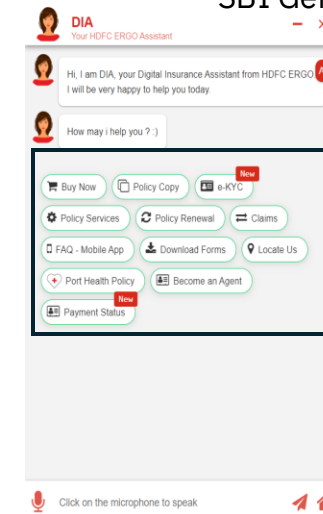 DIA
Your HDFC ERGO Assistant
Hi, I am DIA, your Digital Insurance Assistant from HDFC ERGO.
I will be very happy to help you today.
How may i help you ? :)
New
Buy Now Policy Copy e-KYC
Policy Services Policy Renewal Claims
FAQ - Mobile App Download Forms Locate Us
Port Health Policy Become an Agent
New
Payment Status
Click on the microphone to speak